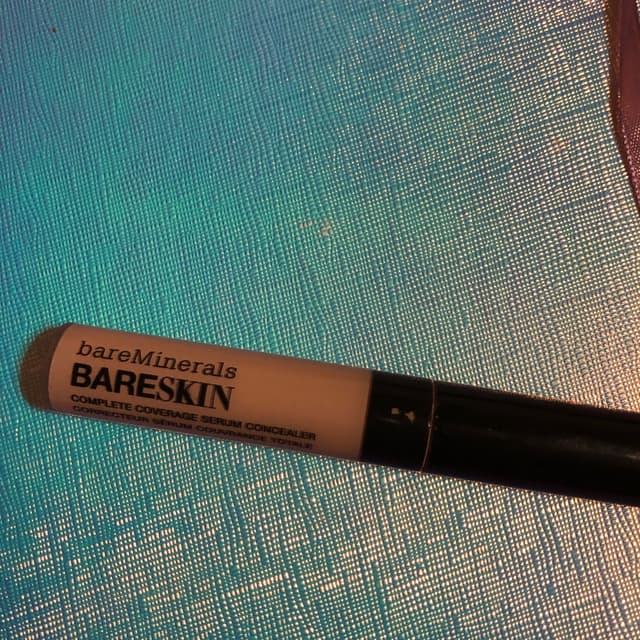 bareMinerals
BARESKIN
COMPLETE COVERAGE SERUM CONCEALER
CORRECTEUR SÉRUM COUVRANCE TOTALE